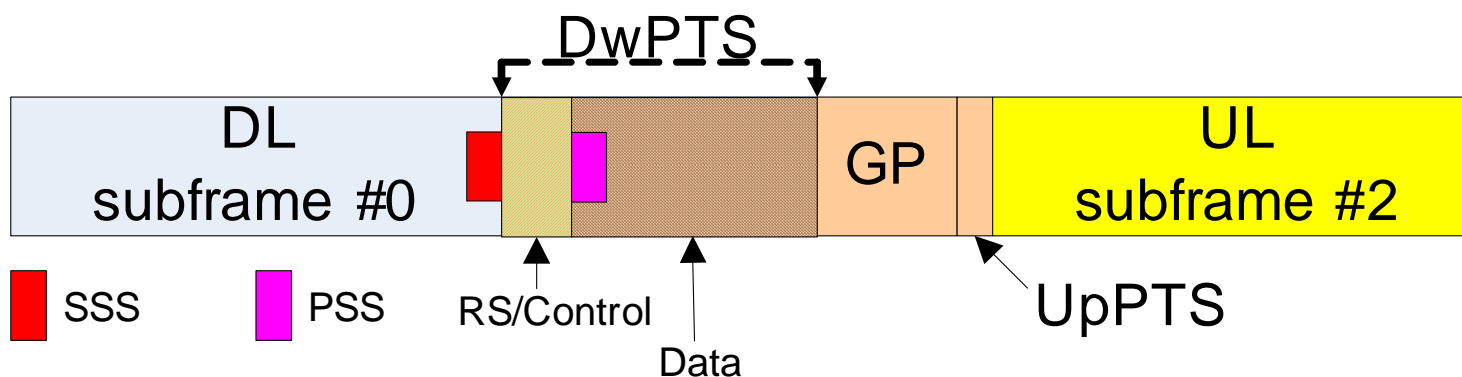 DwPTS
DL
subframe #0
GP
UL
subframe #2
SSS
PSS
RS/Control
UpPTS
Data